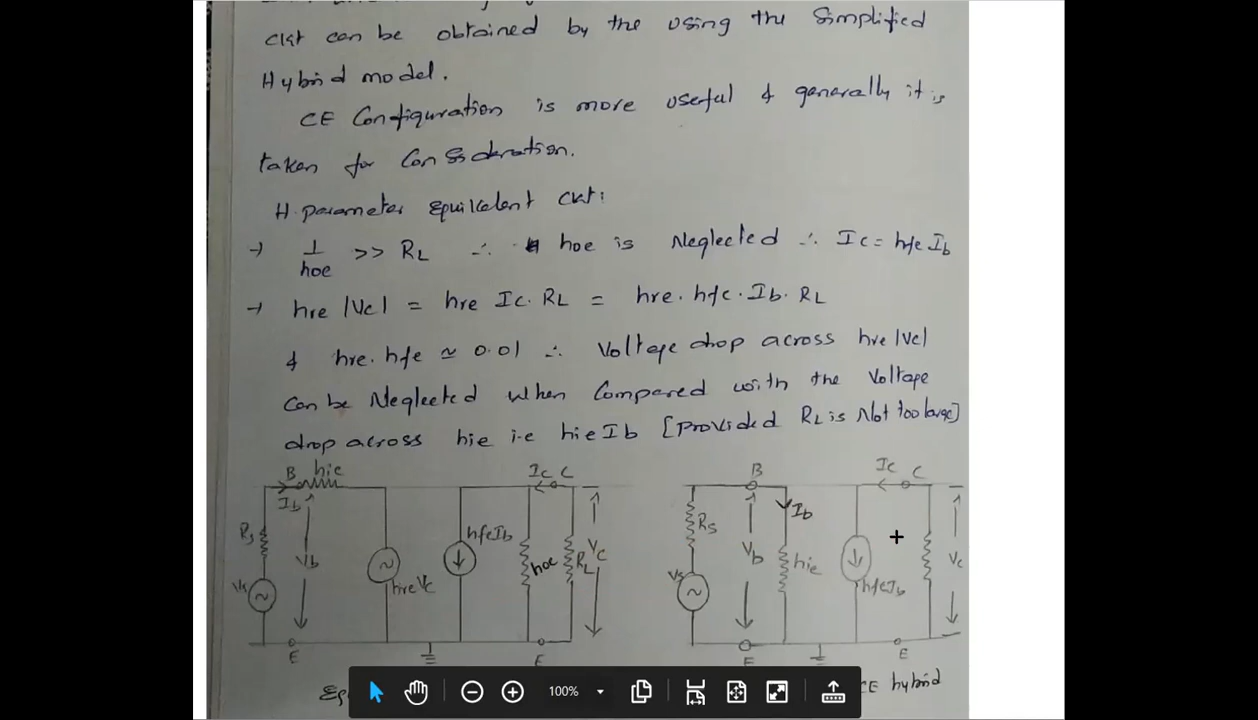 Ckt can be obtained by the using the Simplified
Hybrid model.
CE Configuration is more useful & generally it is
taken for Consideration.
H. parameter Equivalent Ckt:
→ 1/hoe >> RL ∴ hoe is Neglected ∴ Ic = hfe Ib
→ hre |Vc| = hre Ic. RL = hre. hfe. Ib. RL
& hre. hfe ≃ 0.01 ∴ Voltage drop across hre |Vc|
can be Neglected when Compared with the Voltage
drop across hie i.e hie Ib [Provided RL is Not too large]
B hie Ic C
Ib
Rs Vb hfeIb hoe RL Vc
Vs hreVc
E E
B Ic C
Rs Ib
Vb hie Vc
Vs hfeIb
E E
CE hybrid
100%